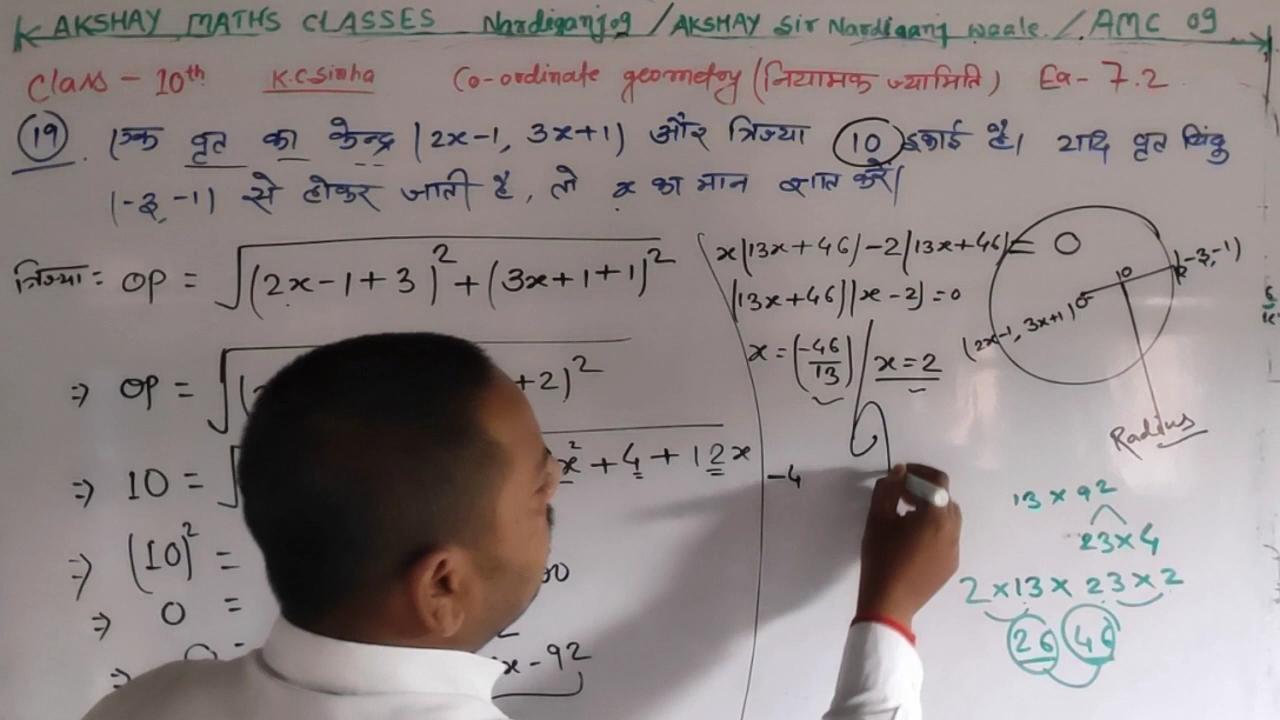 AKSHAY MATHS CLASSES Nardiganj09 / AKSHAY Sir Nardiganj waale / AMC 09
Class - 10th K.C. Sinha Co-ordinate geometry (नियामक ज्यामिति) Ex- 7.2
19. एक वृत का केन्द्र (2x-1, 3x+1) और त्रिज्या 10 इकाई है। यदि वृत बिंदु
(-3, -1) से होकर जाती है, तो x का मान ज्ञात करें।
त्रिज्या = OP = √(2x-1+3)² + (3x+1+1)²
⇒ OP = √( +2)²
⇒ 10 = √ x² + 4 + 12x
⇒ (10)² =
⇒ 0 =
x - 92
x(13x+46) -2(13x+46) = 0
(13x+46)(x-2) = 0
x = (-46/13) / x = 2
-4
(-3,-1)
10
O
(2x-1, 3x+1)
Radius
13 x 92
23 x 4
2 x 13 x 23 x 2
26 46